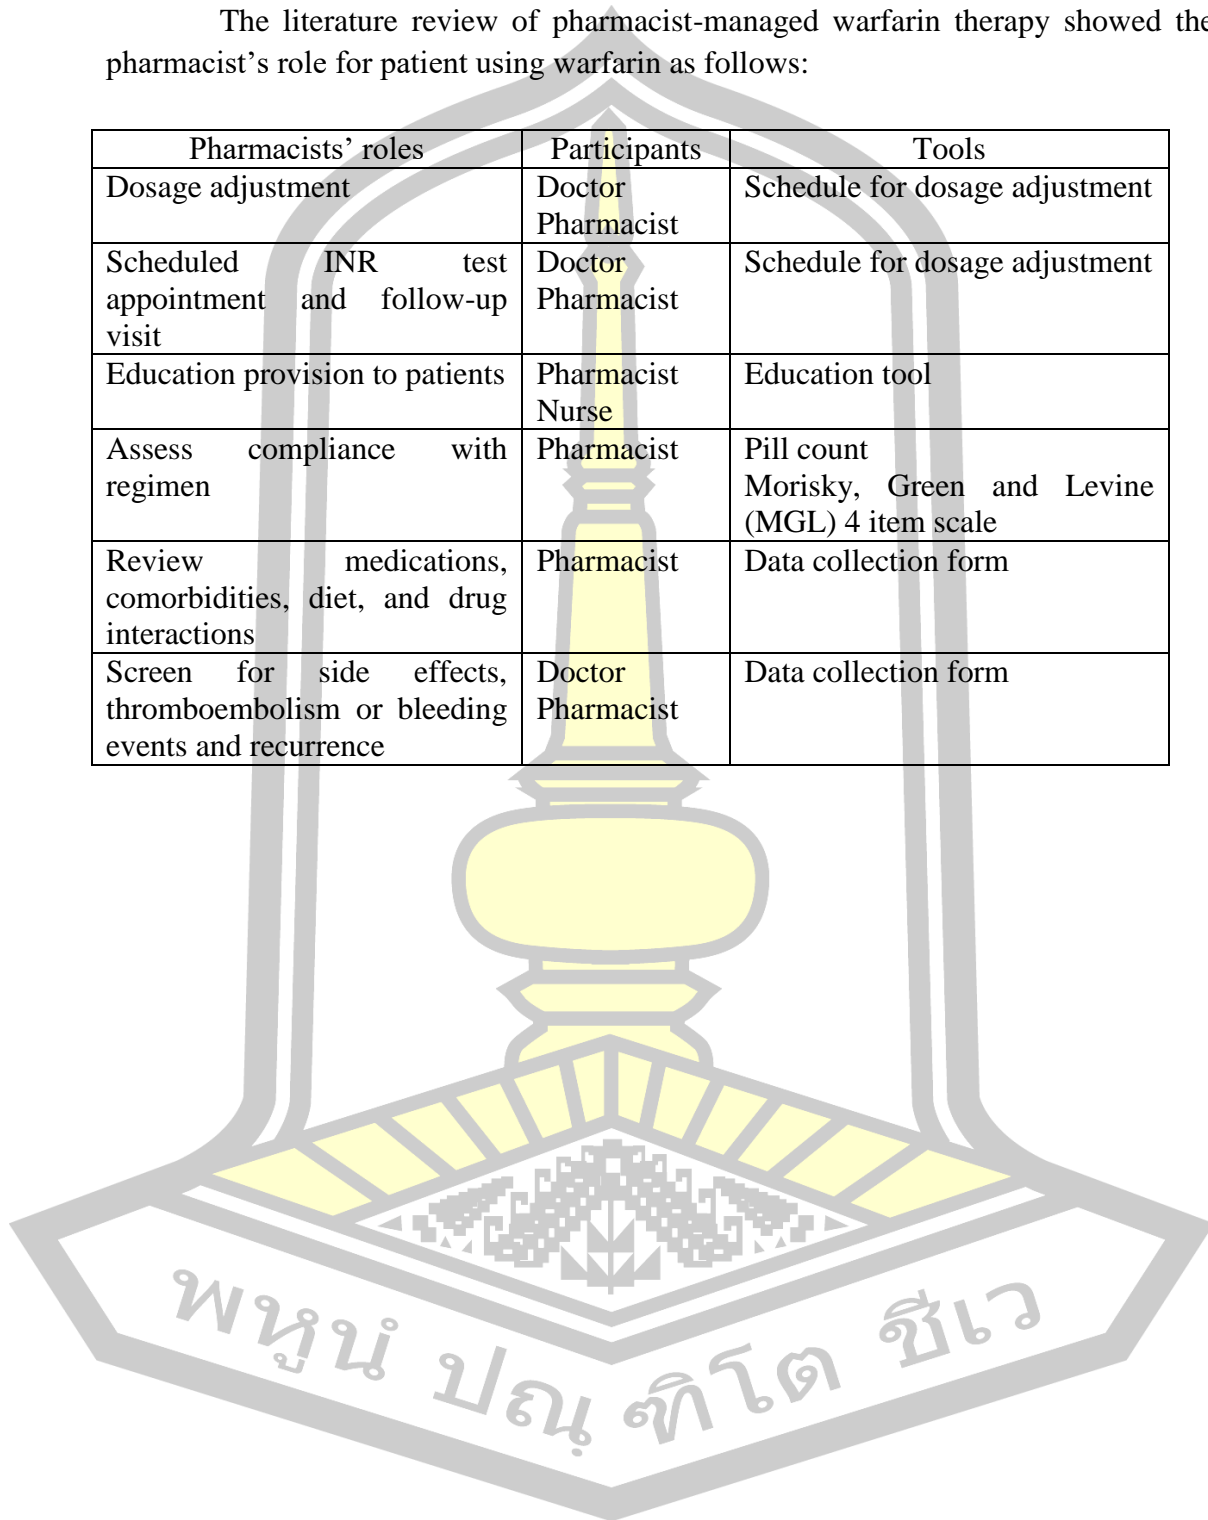 The literature review of pharmacist-managed warfarin therapy showed the
pharmacist’s role for patient using warfarin as follows:
Pharmacists’ roles Participants Tools
Dosage adjustment Doctor Schedule for dosage adjustment
Pharmacist
Scheduled INR test Doctor Schedule for dosage adjustment
appointment and follow-up Pharmacist
visit
Education provision to patients Pharmacist Education tool
Nurse
Assess compliance with Pharmacist Pill count
regimen Morisky, Green and Levine
(MGL) 4 item scale
Review medications, Pharmacist Data collection form
comorbidities, diet, and drug
interactions
Screen for side effects, Doctor Data collection form
thromboembolism or bleeding Pharmacist
events and recurrence
พหูนํ ปณฺฑิโต ชีเว